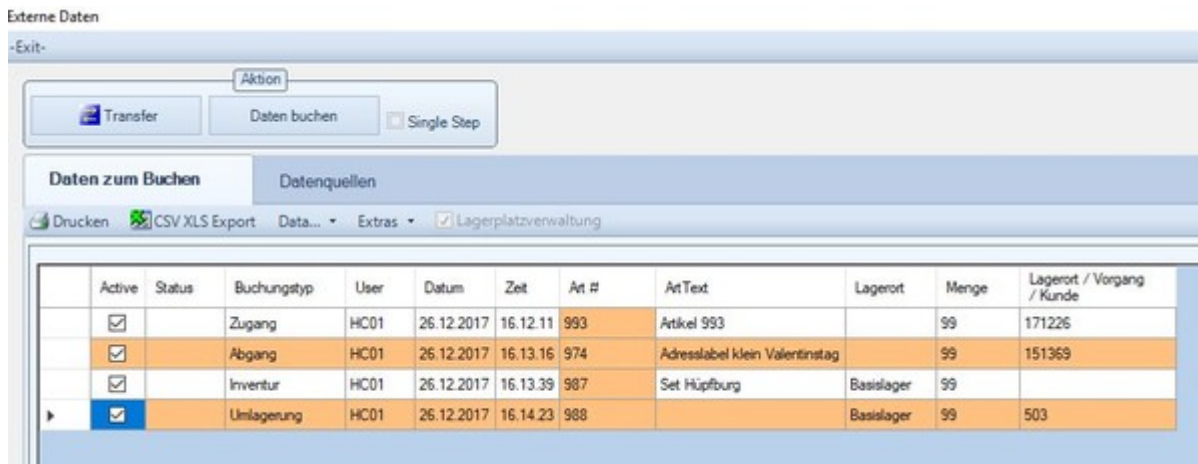 Externe Daten
-Exit-
Aktion
Transfer Daten buchen Single Step
Daten zum Buchen Datenquellen
Drucken CSV XLS Export Data... Extras Lagerplatzverwaltung
Active Status Buchungstyp User Datum Zeit Art # ArtText Lagerort Menge Lagerort / Vorgang
/ Kunde
Zugang HC01 26.12.2017 16.12.11 993 Artikel 993 99 171226
Abgang HC01 26.12.2017 16.13.16 974 Adresslabel klein Valentinstag 99 151369
Inventur HC01 26.12.2017 16.13.39 987 Set Hüpfburg Basislager 99
Umlagerung HC01 26.12.2017 16.14.23 988 Basislager 99 503